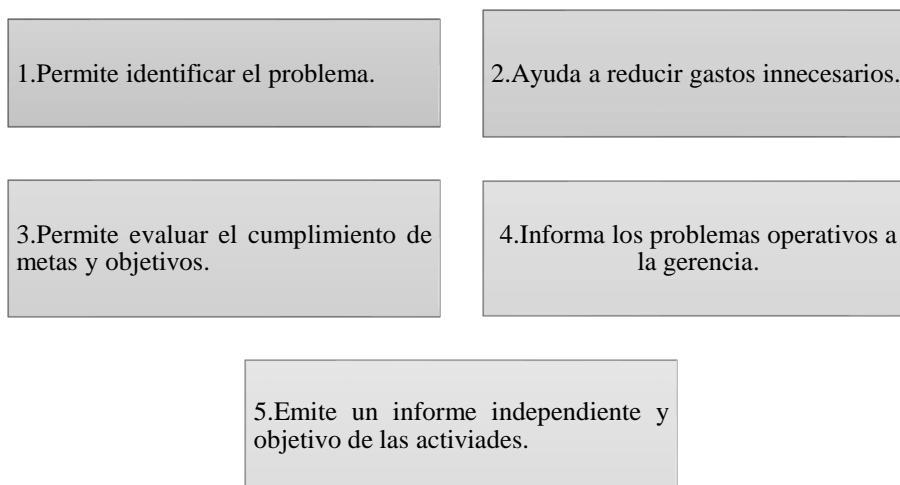 1.Permite identificar el problema.
2.Ayuda a reducir gastos innecesarios.
3.Permite evaluar el cumplimiento de
metas y objetivos.
4.Informa los problemas operativos a
la gerencia.
5.Emite un informe independiente y
objetivo de las activiades.